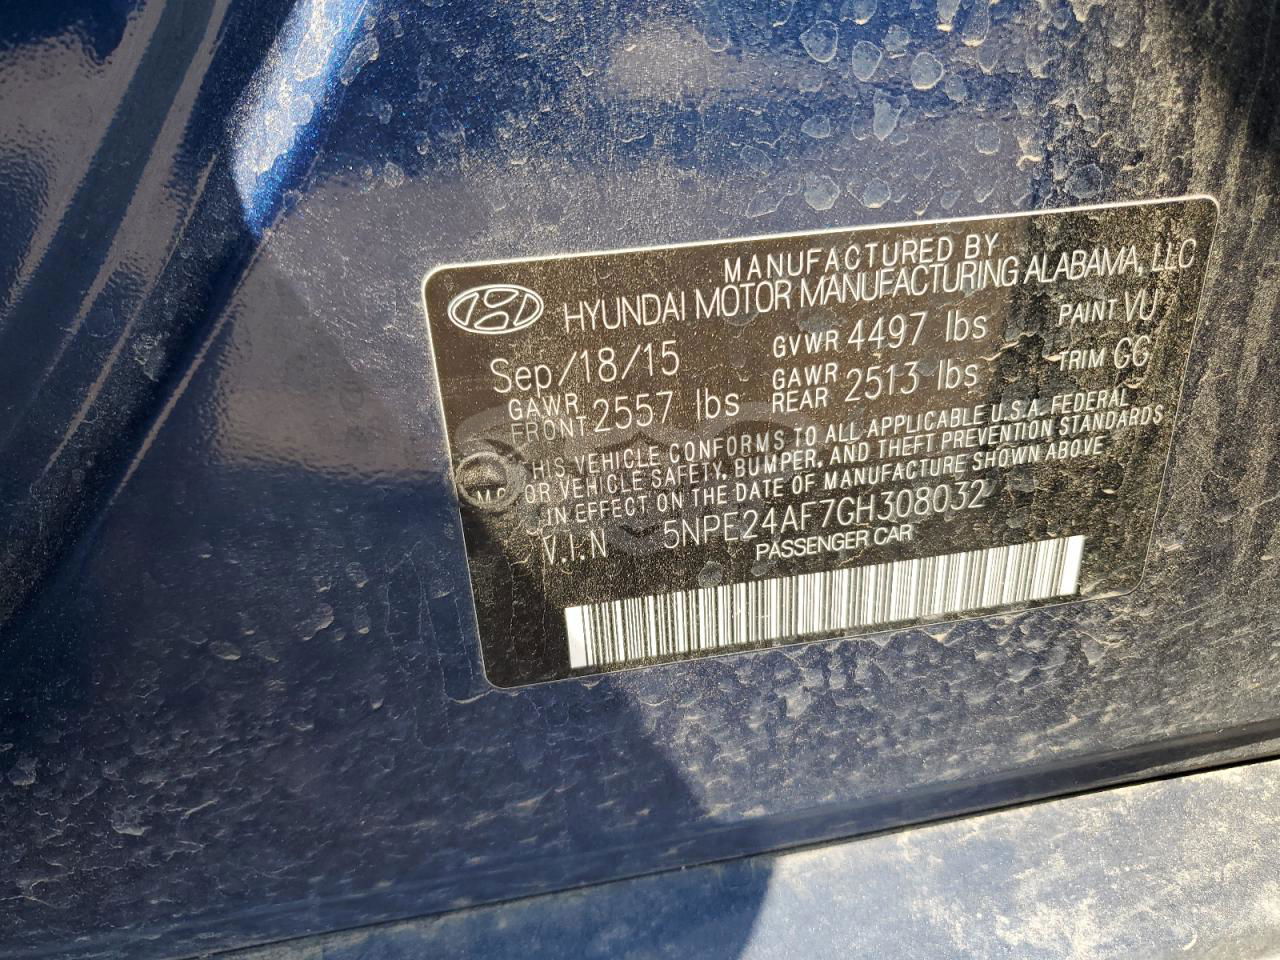 MANUFACTURED BY
HYUNDAI MOTOR MANUFACTURING ALABAMA, LLC
Sep/18/15 GVWR 4497 lbs PAINT VU
GAWR FRONT 2557 lbs GAWR REAR 2513 lbs TRIM GG
THIS VEHICLE CONFORMS TO ALL APPLICABLE U.S.A. FEDERAL
OR VEHICLE SAFETY, BUMPER, AND THEFT PREVENTION STANDARDS
IN EFFECT ON THE DATE OF MANUFACTURE SHOWN ABOVE
V.I.N 5NPE24AF7GH308032
PASSENGER CAR